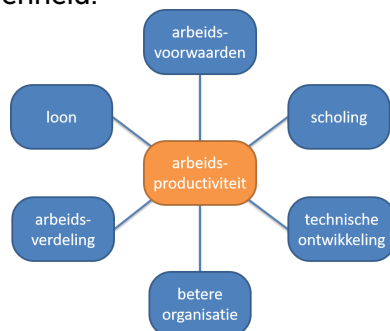 arbeids-
voorwaarden
loon
scholing
arbeids-
productiviteit
arbeids-
verdeling
technische
ontwikkeling
betere
organisatie